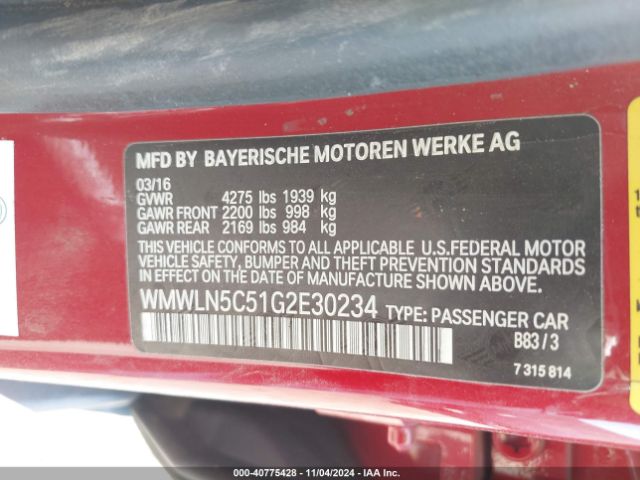 MFD BY BAYERISCHE MOTOREN WERKE AG
03/16
GVWR 4275 lbs 1939 kg
GAWR FRONT 2200 lbs 998 kg
GAWR REAR 2169 lbs 984 kg
THIS VEHICLE CONFORMS TO ALL APPLICABLE U.S.FEDERAL MOTOR
VEHICLE SAFETY, BUMPER AND THEFT PREVENTION STANDARDS
IN EFFECT ON THE DATE OF MANUFACTURE SHOWN ABOVE.
WMWLN5C51G2E30234 TYPE: PASSENGER CAR
B83/3
7 315 814
000-40775428 - 11/04/2024 - IAA Inc.